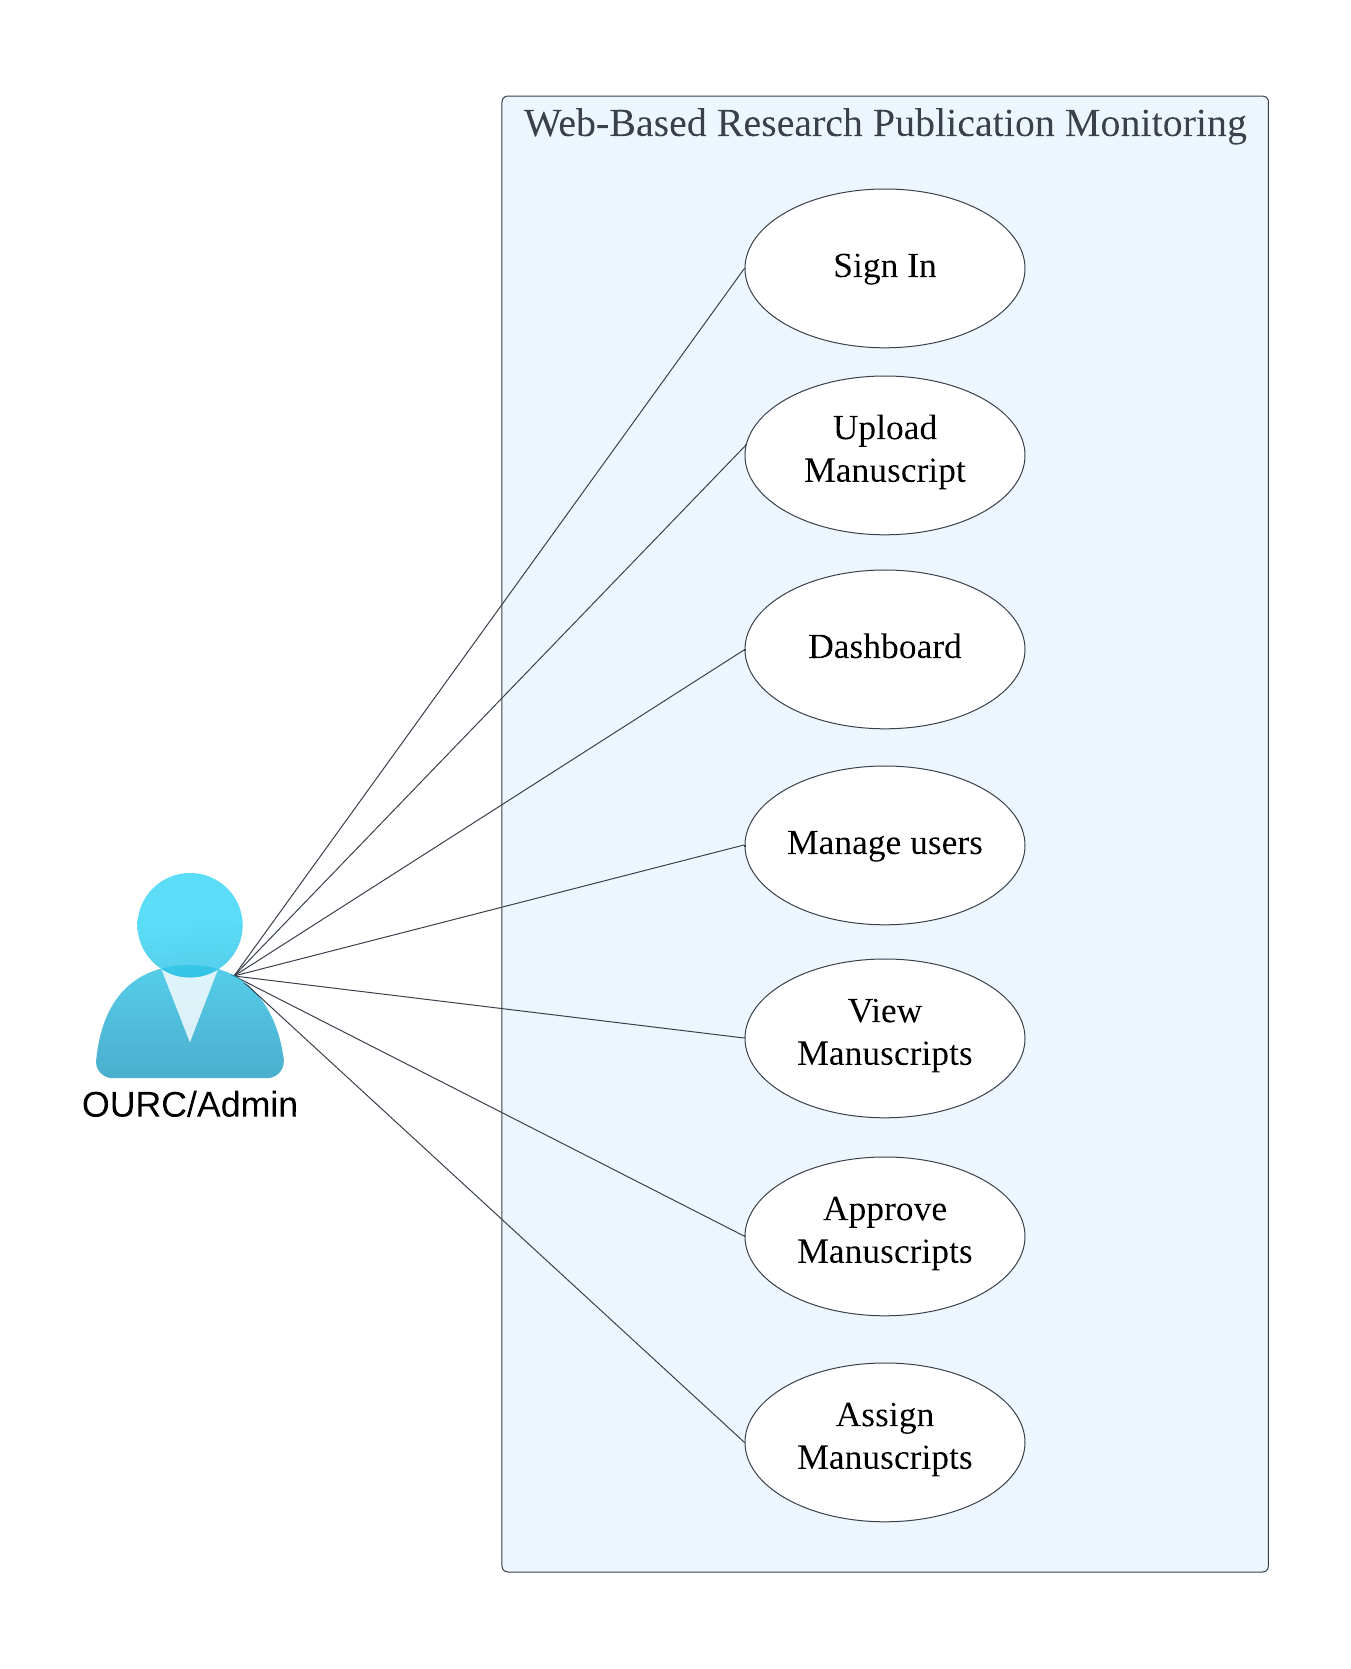 Web-Based Research Publication Monitoring
Sign In
Upload
Manuscript
Dashboard
Manage users
View
Manuscripts
OURC/Admin
Approve
Manuscripts
Assign
Manuscripts